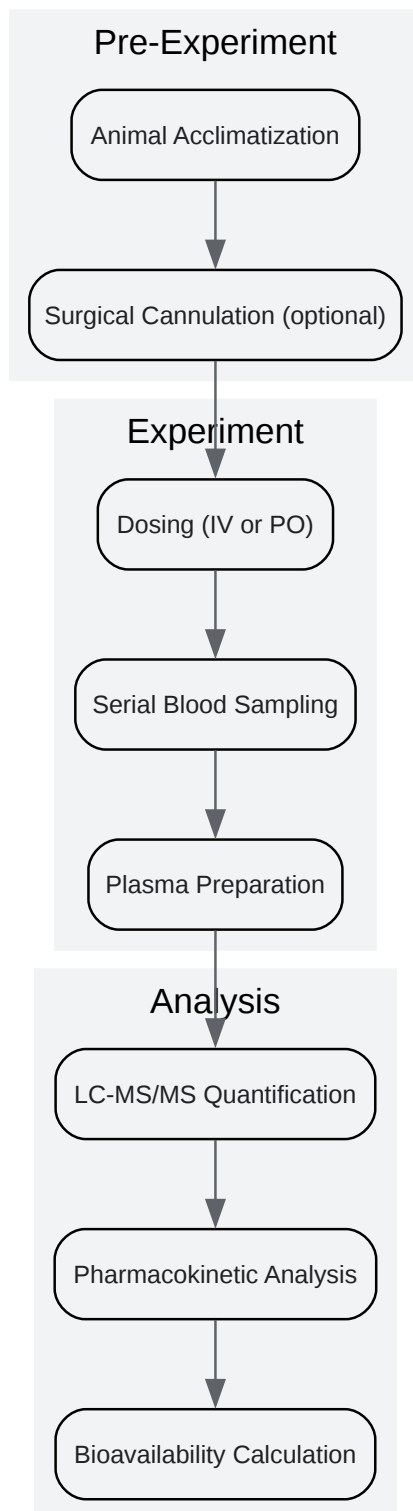 Pre-Experiment
Animal Acclimatization
Surgical Cannulation (optional)
Experiment
Dosing (IV or PO)
Serial Blood Sampling
Plasma Preparation
Analysis
LC-MS/MS Quantification
Pharmacokinetic Analysis
Bioavailability Calculation